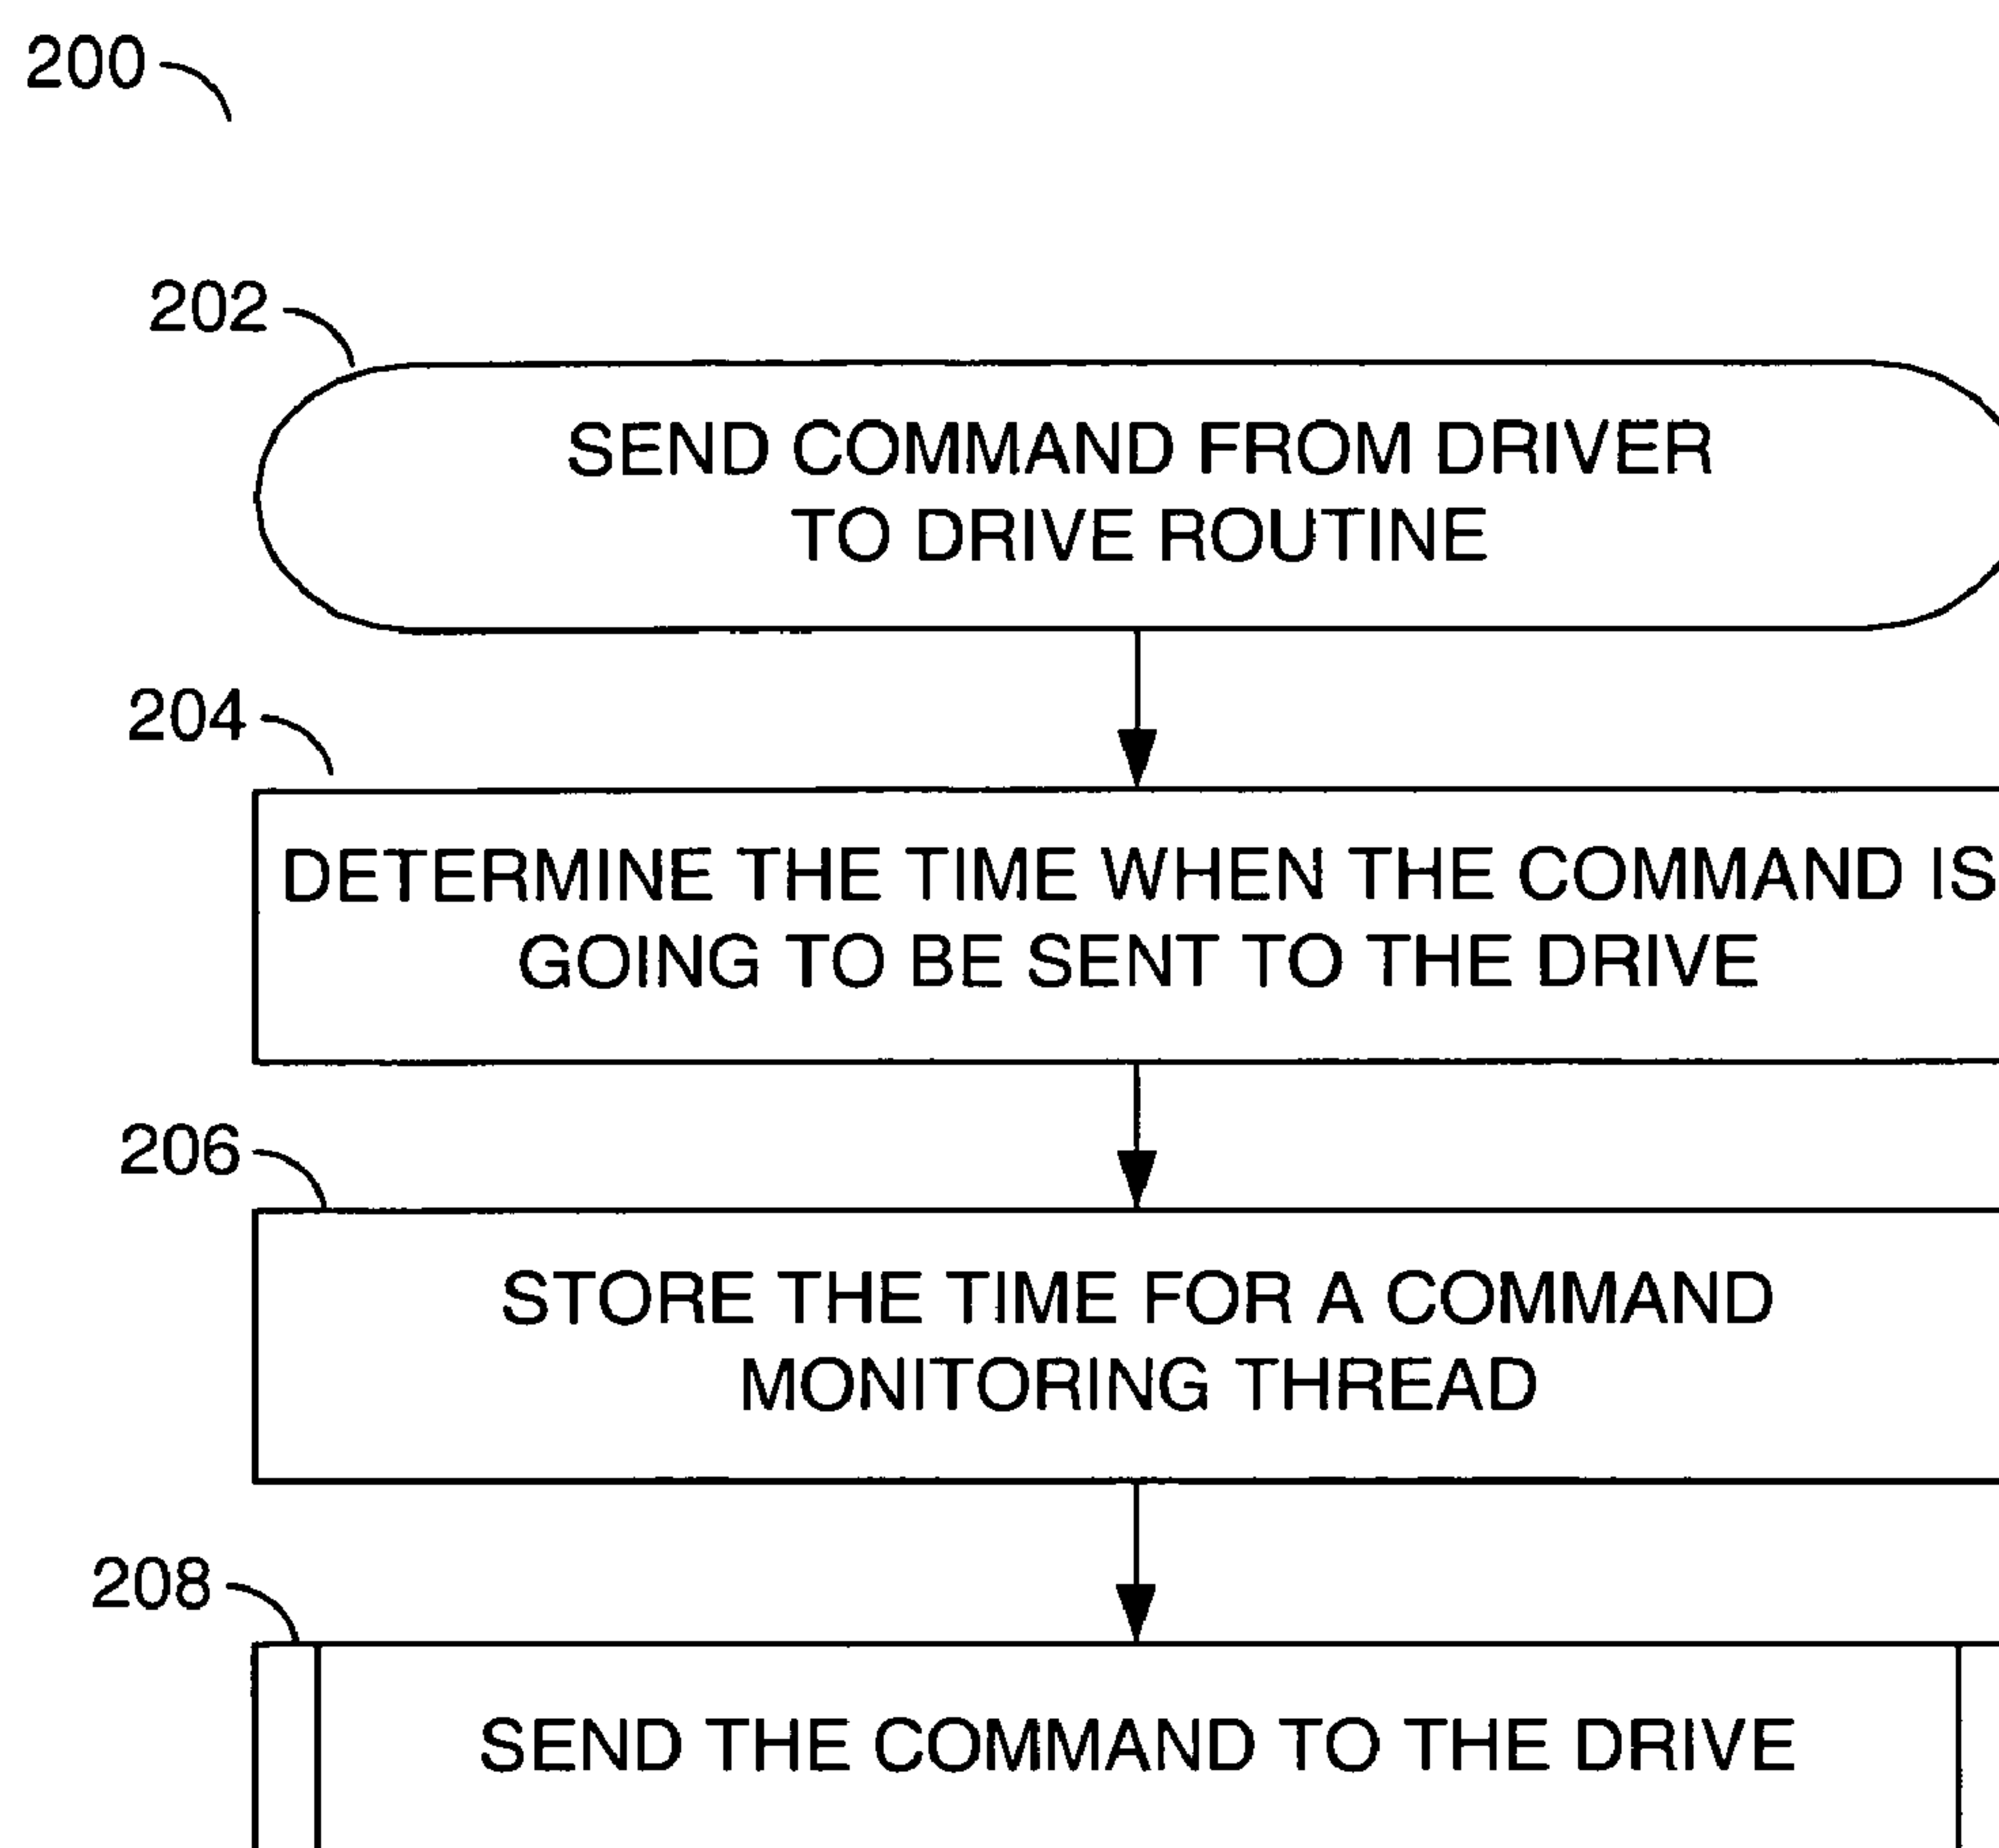 200
202
SEND COMMAND FROM DRIVER
TO DRIVE ROUTINE
204
DETERMINE THE TIME WHEN THE COMMAND IS
GOING TO BE SENT TO THE DRIVE
206
STORE THE TIME FOR A COMMAND
MONITORING THREAD
208
SEND THE COMMAND TO THE DRIVE